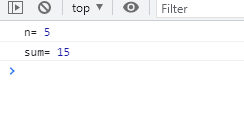 top Filter
n= 5
sum= 15